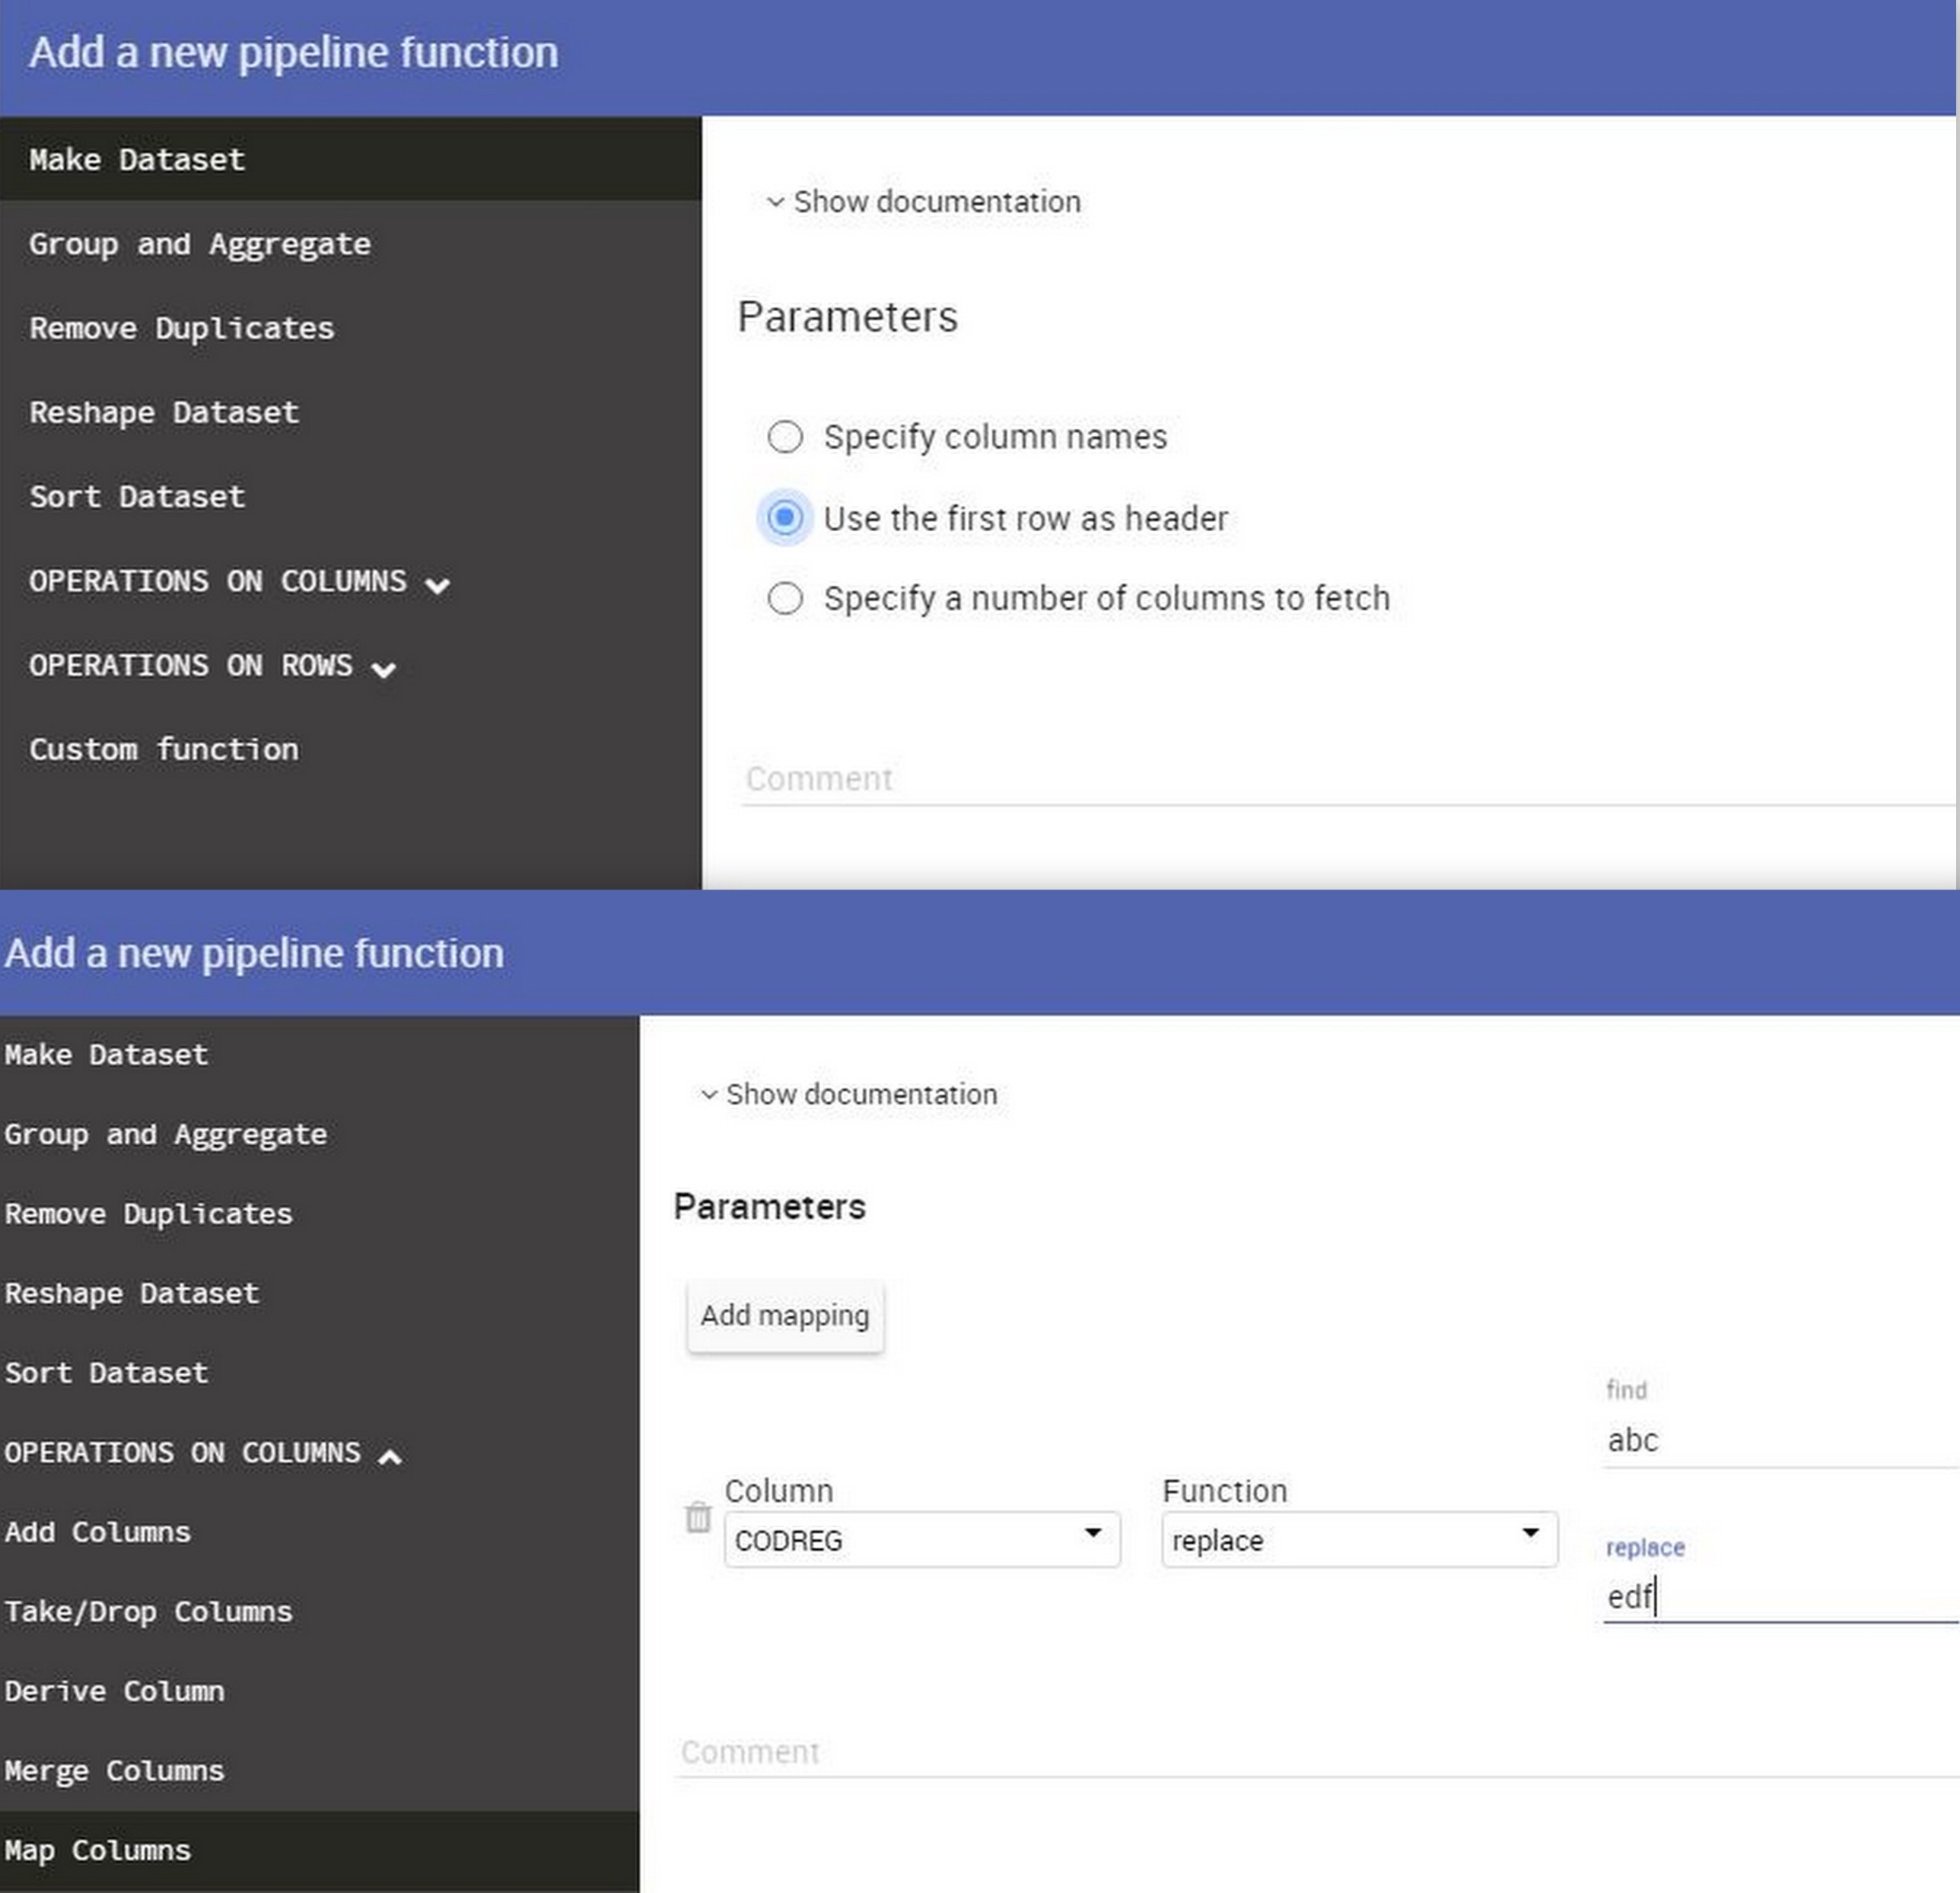 Add a new pipeline function
Make Dataset
Group and Aggregate
Remove Duplicates
Reshape Dataset
Sort Dataset
OPERATIONS ON COLUMNS
OPERATIONS ON ROWS
Custom function
Show documentation
Parameters
Specify column names
Use the first row as header
Specify a number of columns to fetch
Comment
Add a new pipeline function
Make Dataset
Group and Aggregate
Remove Duplicates
Reshape Dataset
Sort Dataset
OPERATIONS ON COLUMNS
Add Columns
Take/Drop Columns
Derive Column
Merge Columns
Map Columns
Show documentation
Parameters
Add mapping
Column
CODREG
Function
replace
find
abc
replace
edf
Comment